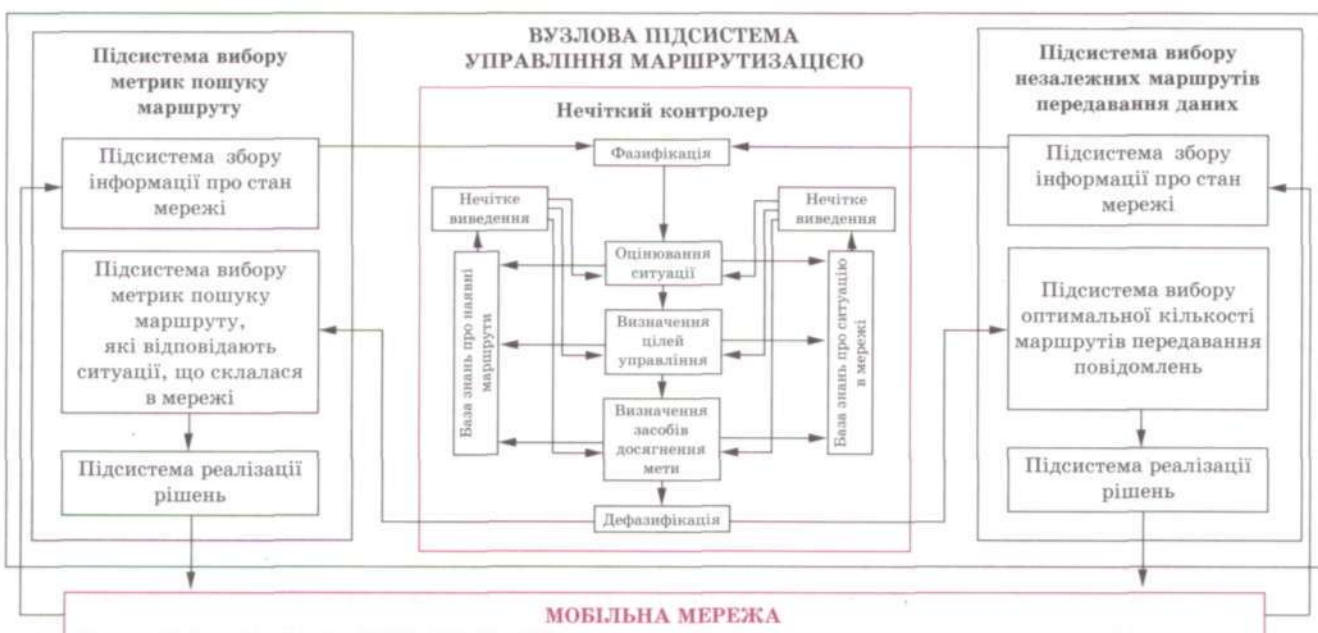 ВУЗЛОВА ПІДСИСТЕМА
УПРАВЛІННЯ МАРШРУТИЗАЦІЄЮ
Підсистема вибору
метрик пошуку
маршруту
Підсистема збору
інформації про стан
мережі
Підсистема вибору
метрик пошуку
маршруту,
які відповідають
ситуації, що склалася
в мережі
Підсистема реалізації
рішень
Нечіткий контролер
Фазифікація
Нечітке
виведення
Нечітке
виведення
Оцінювання
ситуації
База знань про наявні
маршрути
Визначення
цілей
управління
База знань про ситуацію
в мережі
Визначення
засобів
досягнення
мети
Дефазифікація
Підсистема вибору
незалежних маршрутів
передавання даних
Підсистема збору
інформації про стан
мережі
Підсистема вибору
оптимальної кількості
маршрутів передавання
повідомлень
Підсистема реалізації
рішень
МОБІЛЬНА МЕРЕЖА